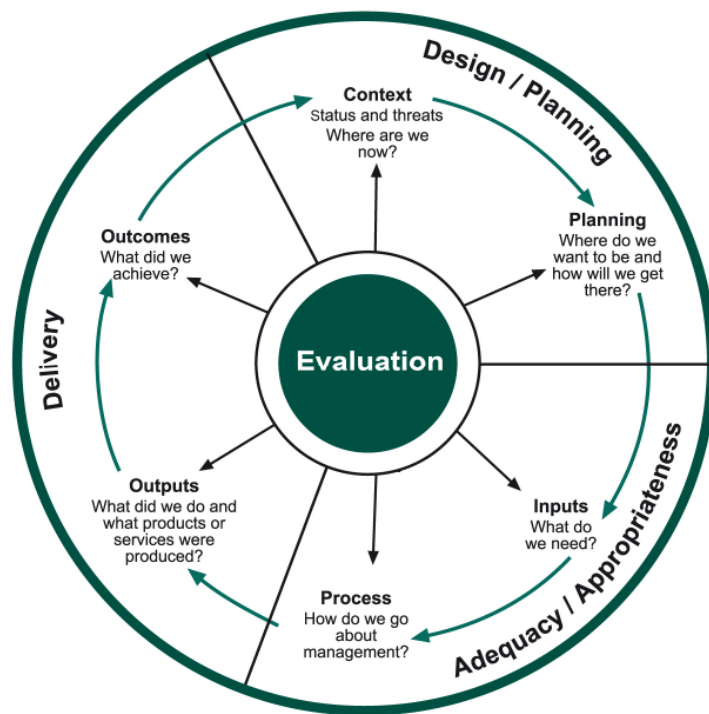 Design / Planning
Context
Status and threats
Where are we
now?
Planning
Where do we
want to be and
how will we get
there?
Outcomes
What did we
achieve?
Delivery
Evaluation
Outputs
What did we do and
what products or
services were
produced?
Inputs
What do
we need?
Process
How do we go
about
management?
Adequacy / Appropriateness